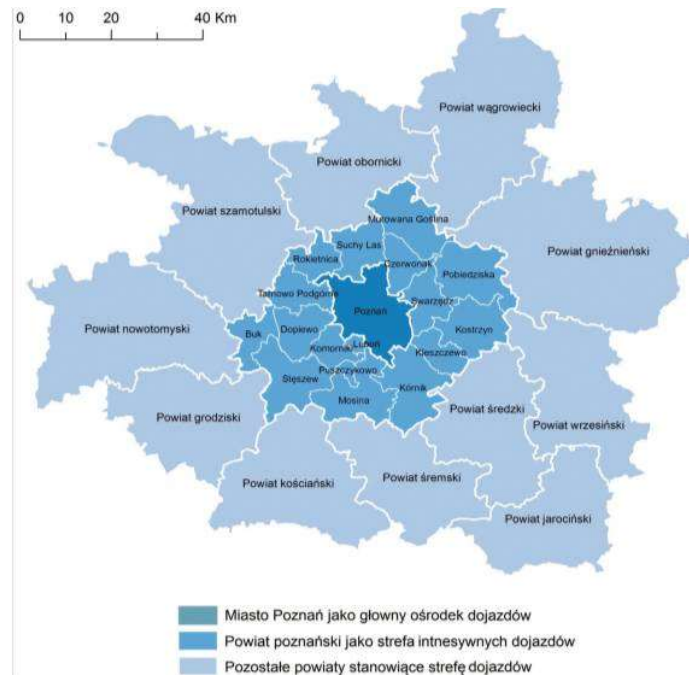 0 10 20 40 Km
Powiat wągrowiecki
Powiat obornicki
Powiat szamotulski
Murowana Goślina
Suchy Las
Rokietnica
Czerwonak
Powiat gnieźnieński
Pobiedziska
Tarnowo Podgórne
Swarzędz
Poznań
Powiat nowotomyski
Buk
Dopiewo
Kostrzyn
Komorniki
Luboń
Kleszczewo
Puszczykowo
Stęszew
Kórnik
Mosina
Powiat średzki
Powiat grodziski
Powiat wrzesiński
Powiat kościański
Powiat śremski
Powiat jarociński
Miasto Poznań jako głowny ośrodek dojazdów
Powiat poznański jako strefa intnesywnych dojazdów
Pozostałe powiaty stanowiące strefę dojazdów